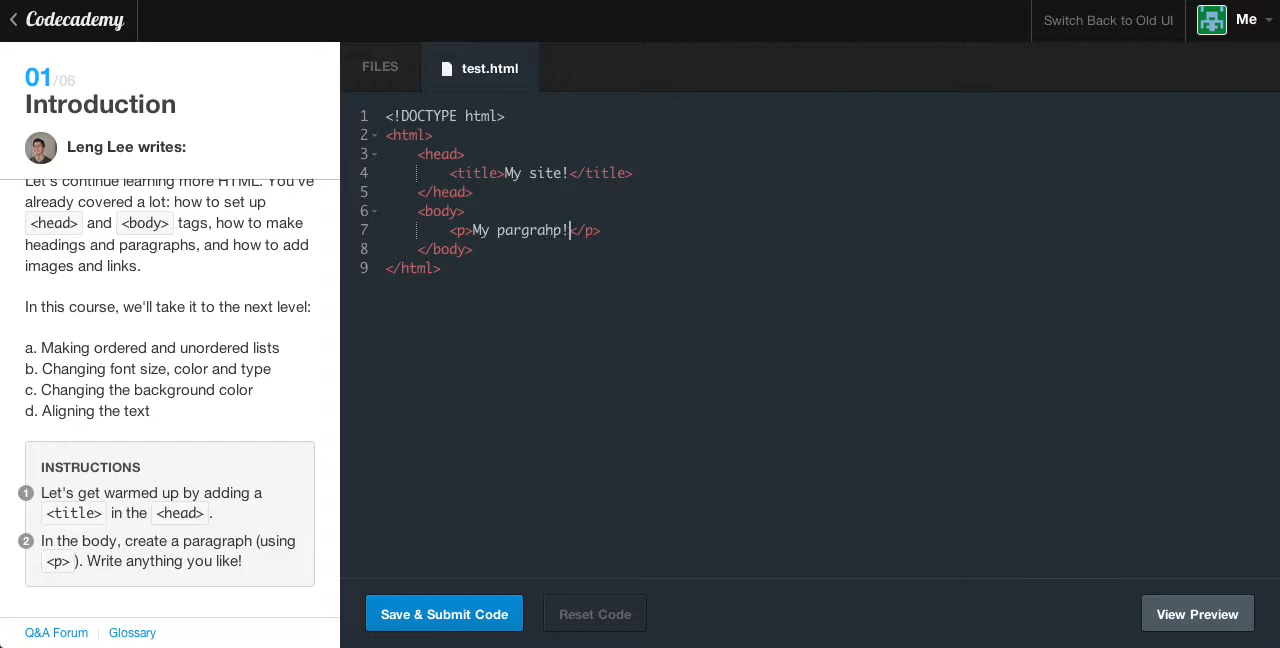 Codecademy
Switch Back to Old UI
Me
01/06
Introduction
Leng Lee writes:
Let's continue learning more HTML. You've
already covered a lot: how to set up
<head> and <body> tags, how to make
headings and paragraphs, and how to add
images and links.
In this course, we'll take it to the next level:
a. Making ordered and unordered lists
b. Changing font size, color and type
c. Changing the background color
d. Aligning the text
INSTRUCTIONS
1 Let's get warmed up by adding a
<title> in the <head>.
2 In the body, create a paragraph (using
<p>). Write anything you like!
Q&A Forum
Glossary
FILES
test.html
1 <!DOCTYPE html>
2 <html>
3 <head>
4 <title>My site!</title>
5 </head>
6 <body>
7 <p>My pargrahp!</p>
8 </body>
9 </html>
Save & Submit Code
Reset Code
View Preview